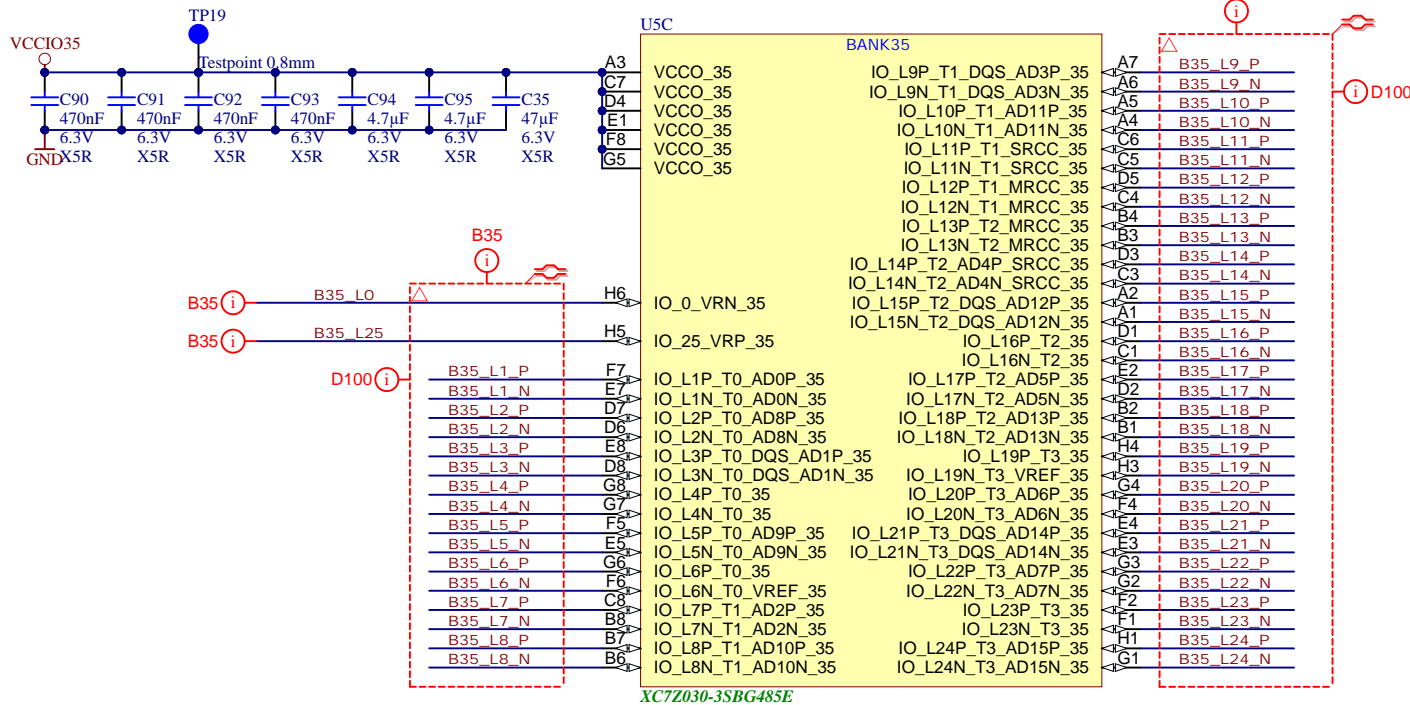 TP19
VCCIO35
Testpoint 0.8mm
C90
470nF
6.3V
X5R
C91
470nF
6.3V
X5R
C92
470nF
6.3V
X5R
C93
470nF
6.3V
X5R
C94
4.7µF
6.3V
X5R
C95
4.7µF
6.3V
X5R
C35
47µF
6.3V
X5R
GND
U5C
BANK35
A3 VCCO_35
C7 VCCO_35
D4 VCCO_35
E1 VCCO_35
F8 VCCO_35
G5 VCCO_35
B35
i
B35 i B35_L0 H6 IO_0_VRN_35
B35 i B35_L25 H5 IO_25_VRP_35
D100 i
B35_L1_P F7 IO_L1P_T0_AD0P_35
B35_L1_N E7 IO_L1N_T0_AD0N_35
B35_L2_P D7 IO_L2P_T0_AD8P_35
B35_L2_N D6 IO_L2N_T0_AD8N_35
B35_L3_P E8 IO_L3P_T0_DQS_AD1P_35
B35_L3_N D8 IO_L3N_T0_DQS_AD1N_35
B35_L4_P G8 IO_L4P_T0_35
B35_L4_N G7 IO_L4N_T0_35
B35_L5_P F5 IO_L5P_T0_AD9P_35
B35_L5_N E5 IO_L5N_T0_AD9N_35
B35_L6_P G6 IO_L6P_T0_35
B35_L6_N F6 IO_L6N_T0_VREF_35
B35_L7_P C8 IO_L7P_T1_AD2P_35
B35_L7_N B8 IO_L7N_T1_AD2N_35
B35_L8_P B7 IO_L8P_T1_AD10P_35
B35_L8_N B6 IO_L8N_T1_AD10N_35
i
i D100
IO_L9P_T1_DQS_AD3P_35 A7 B35_L9_P
IO_L9N_T1_DQS_AD3N_35 A6 B35_L9_N
IO_L10P_T1_AD11P_35 A5 B35_L10_P
IO_L10N_T1_AD11N_35 A4 B35_L10_N
IO_L11P_T1_SRCC_35 C6 B35_L11_P
IO_L11N_T1_SRCC_35 C5 B35_L11_N
IO_L12P_T1_MRCC_35 D5 B35_L12_P
IO_L12N_T1_MRCC_35 C4 B35_L12_N
IO_L13P_T2_MRCC_35 B4 B35_L13_P
IO_L13N_T2_MRCC_35 B3 B35_L13_N
IO_L14P_T2_AD4P_SRCC_35 D3 B35_L14_P
IO_L14N_T2_AD4N_SRCC_35 C3 B35_L14_N
IO_L15P_T2_DQS_AD12P_35 A2 B35_L15_P
IO_L15N_T2_DQS_AD12N_35 A1 B35_L15_N
IO_L16P_T2_35 D1 B35_L16_P
IO_L16N_T2_35 C1 B35_L16_N
IO_L17P_T2_AD5P_35 E2 B35_L17_P
IO_L17N_T2_AD5N_35 D2 B35_L17_N
IO_L18P_T2_AD13P_35 B2 B35_L18_P
IO_L18N_T2_AD13N_35 B1 B35_L18_N
IO_L19P_T3_35 H4 B35_L19_P
IO_L19N_T3_VREF_35 H3 B35_L19_N
IO_L20P_T3_AD6P_35 G4 B35_L20_P
IO_L20N_T3_AD6N_35 F4 B35_L20_N
IO_L21P_T3_DQS_AD14P_35 E4 B35_L21_P
IO_L21N_T3_DQS_AD14N_35 E3 B35_L21_N
IO_L22P_T3_AD7P_35 G3 B35_L22_P
IO_L22N_T3_AD7N_35 G2 B35_L22_N
IO_L23P_T3_35 F2 B35_L23_P
IO_L23N_T3_35 F1 B35_L23_N
IO_L24P_T3_AD15P_35 H1 B35_L24_P
IO_L24N_T3_AD15N_35 G1 B35_L24_N
XC7Z030-3SBG485E